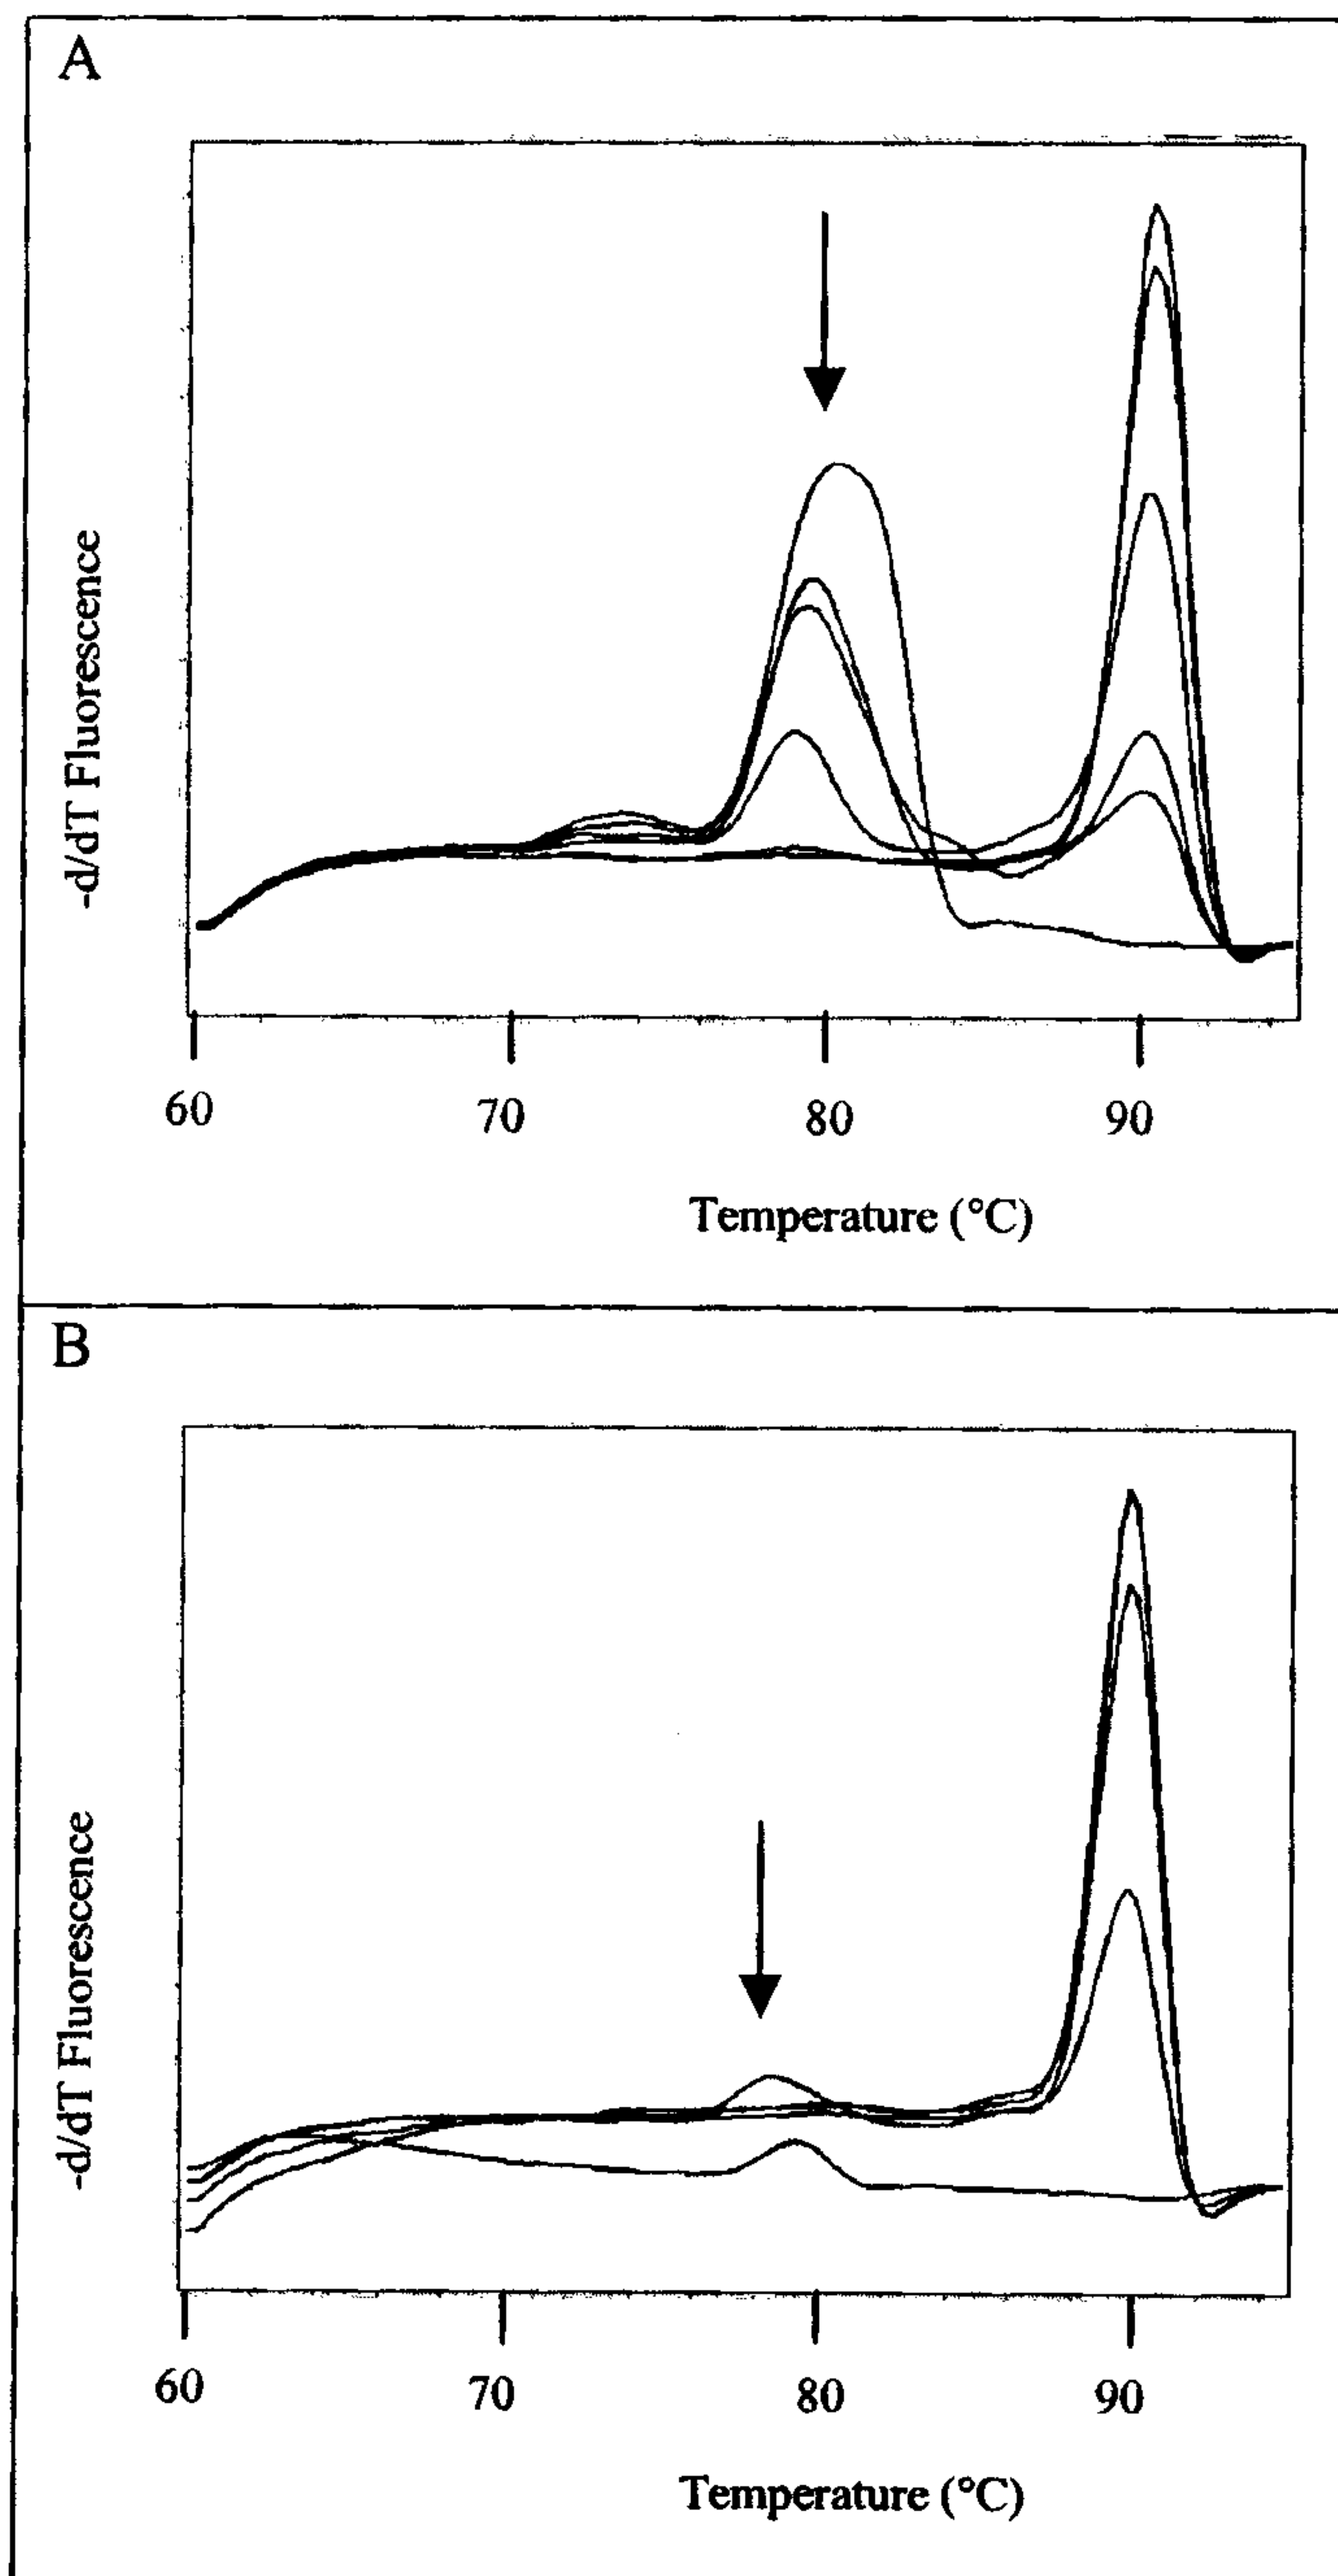 A
-d/dT Fluorescence
60 70 80 90
Temperature (°C)
B
-d/dT Fluorescence
60 70 80 90
Temperature (°C)